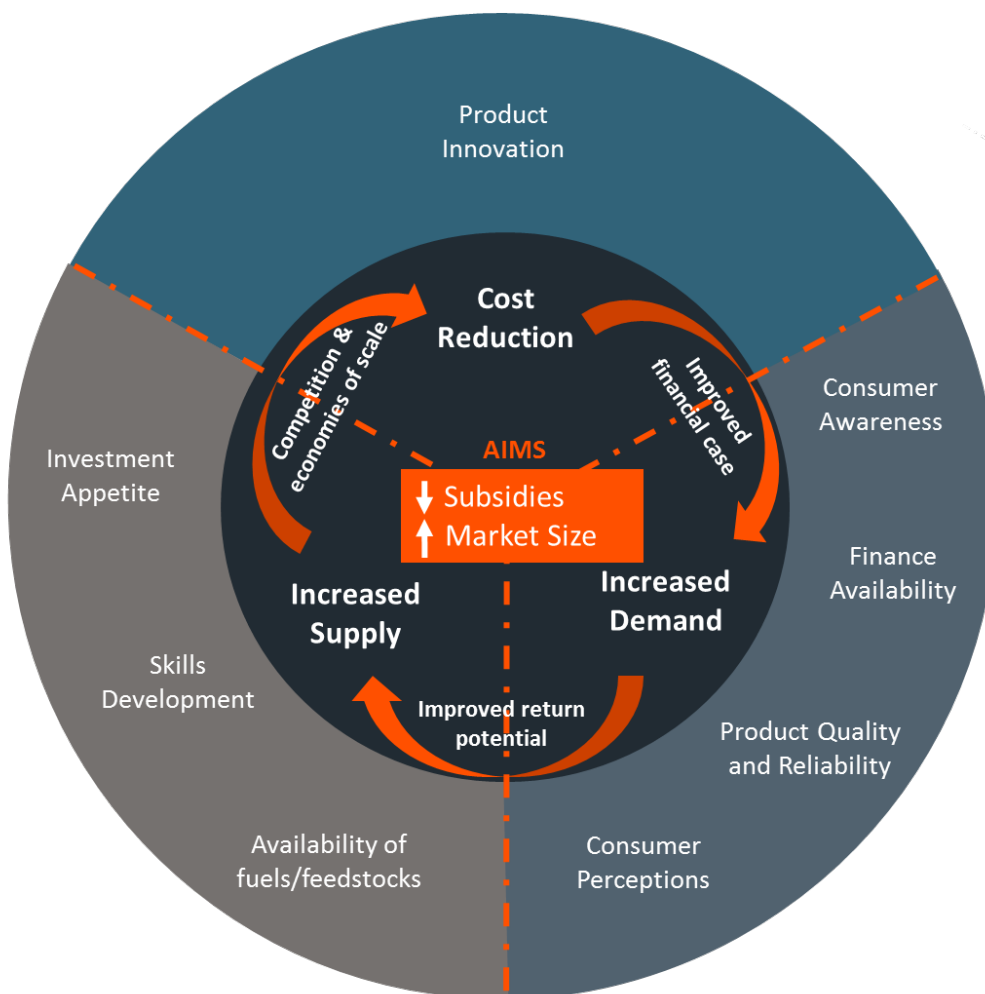 Product
Innovation
Cost
Reduction
Competition &
economies of scale
Improved
financial case
Consumer
Awareness
AIMS
Investment
Appetite
Subsidies
Market Size
Finance
Availability
Increased
Supply
Increased
Demand
Skills
Development
Improved return
potential
Product Quality
and Reliability
Availability of
fuels/feedstocks
Consumer
Perceptions